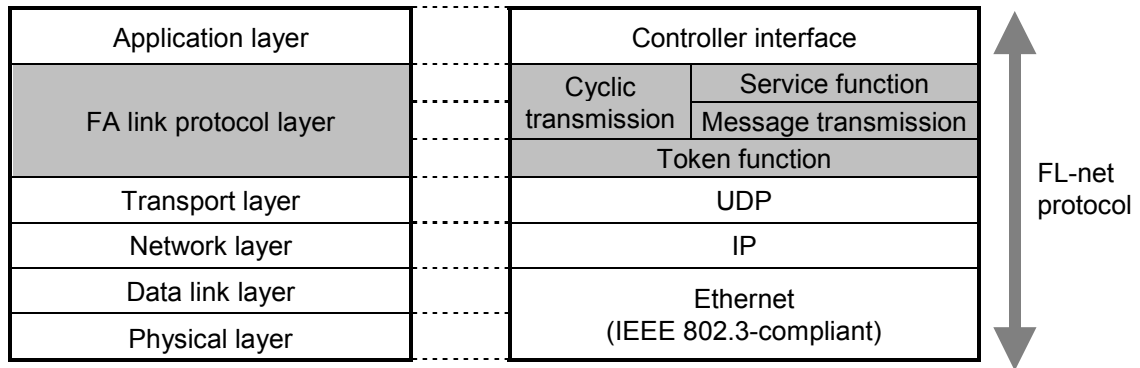 Application layer
Controller interface
FA link protocol layer
Cyclic
transmission
Service function
Message transmission
Token function
Transport layer
UDP
Network layer
IP
Data link layer
Physical layer
Ethernet
(IEEE 802.3-compliant)
FL-net
protocol